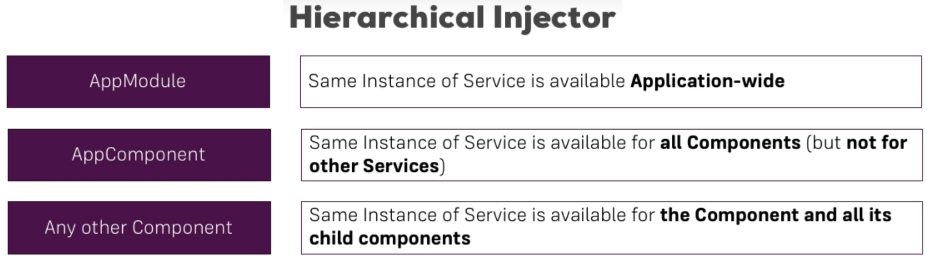 Hierarchical Injector
AppModule
Same Instance of Service is available Application-wide
AppComponent
Same Instance of Service is available for all Components (but not for
other Services)
Any other Component
Same Instance of Service is available for the Component and all its
child components